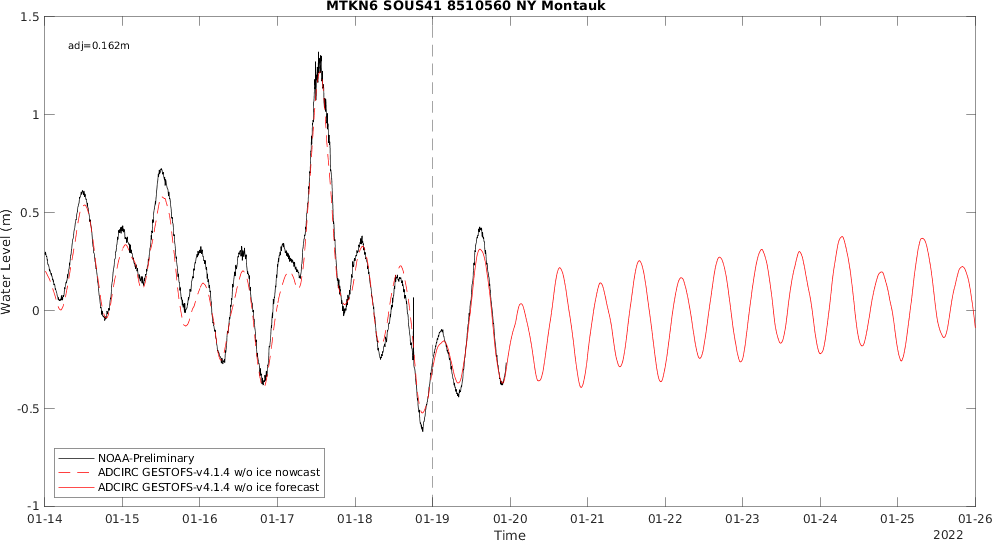 MTKN6 SOUS41 8510560 NY Montauk
adj=0.162m
Water Level (m)
1.5
1
0.5
0
-0.5
-1
NOAA-Preliminary
ADCIRC GESTOFS-v4.1.4 w/o ice nowcast
ADCIRC GESTOFS-v4.1.4 w/o ice forecast
01-14 01-15 01-16 01-17 01-18 01-19 01-20 01-21 01-22 01-23 01-24 01-25 01-26
Time
2022